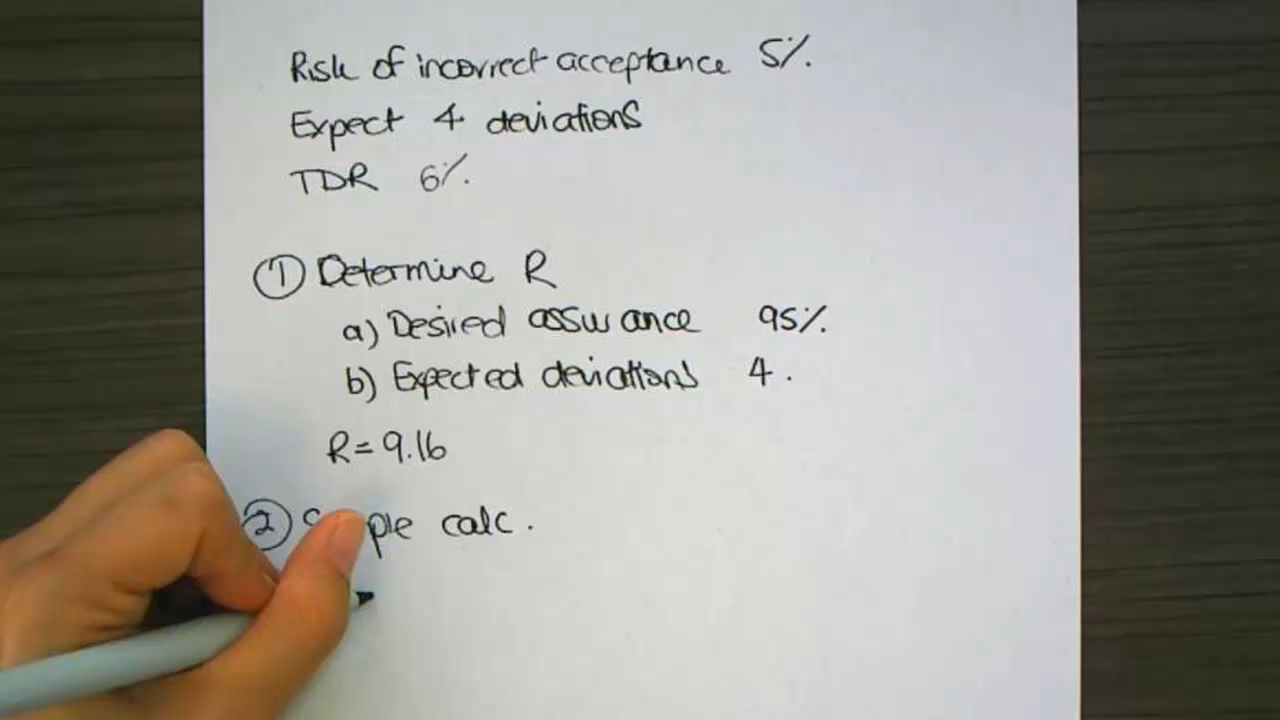 Risk of incorrect acceptance 5%.
Expect 4 deviations
TDR 6%.
① Determine R
a) Desired assurance 95%.
b) Expected deviations 4.
R = 9.16
② calc.